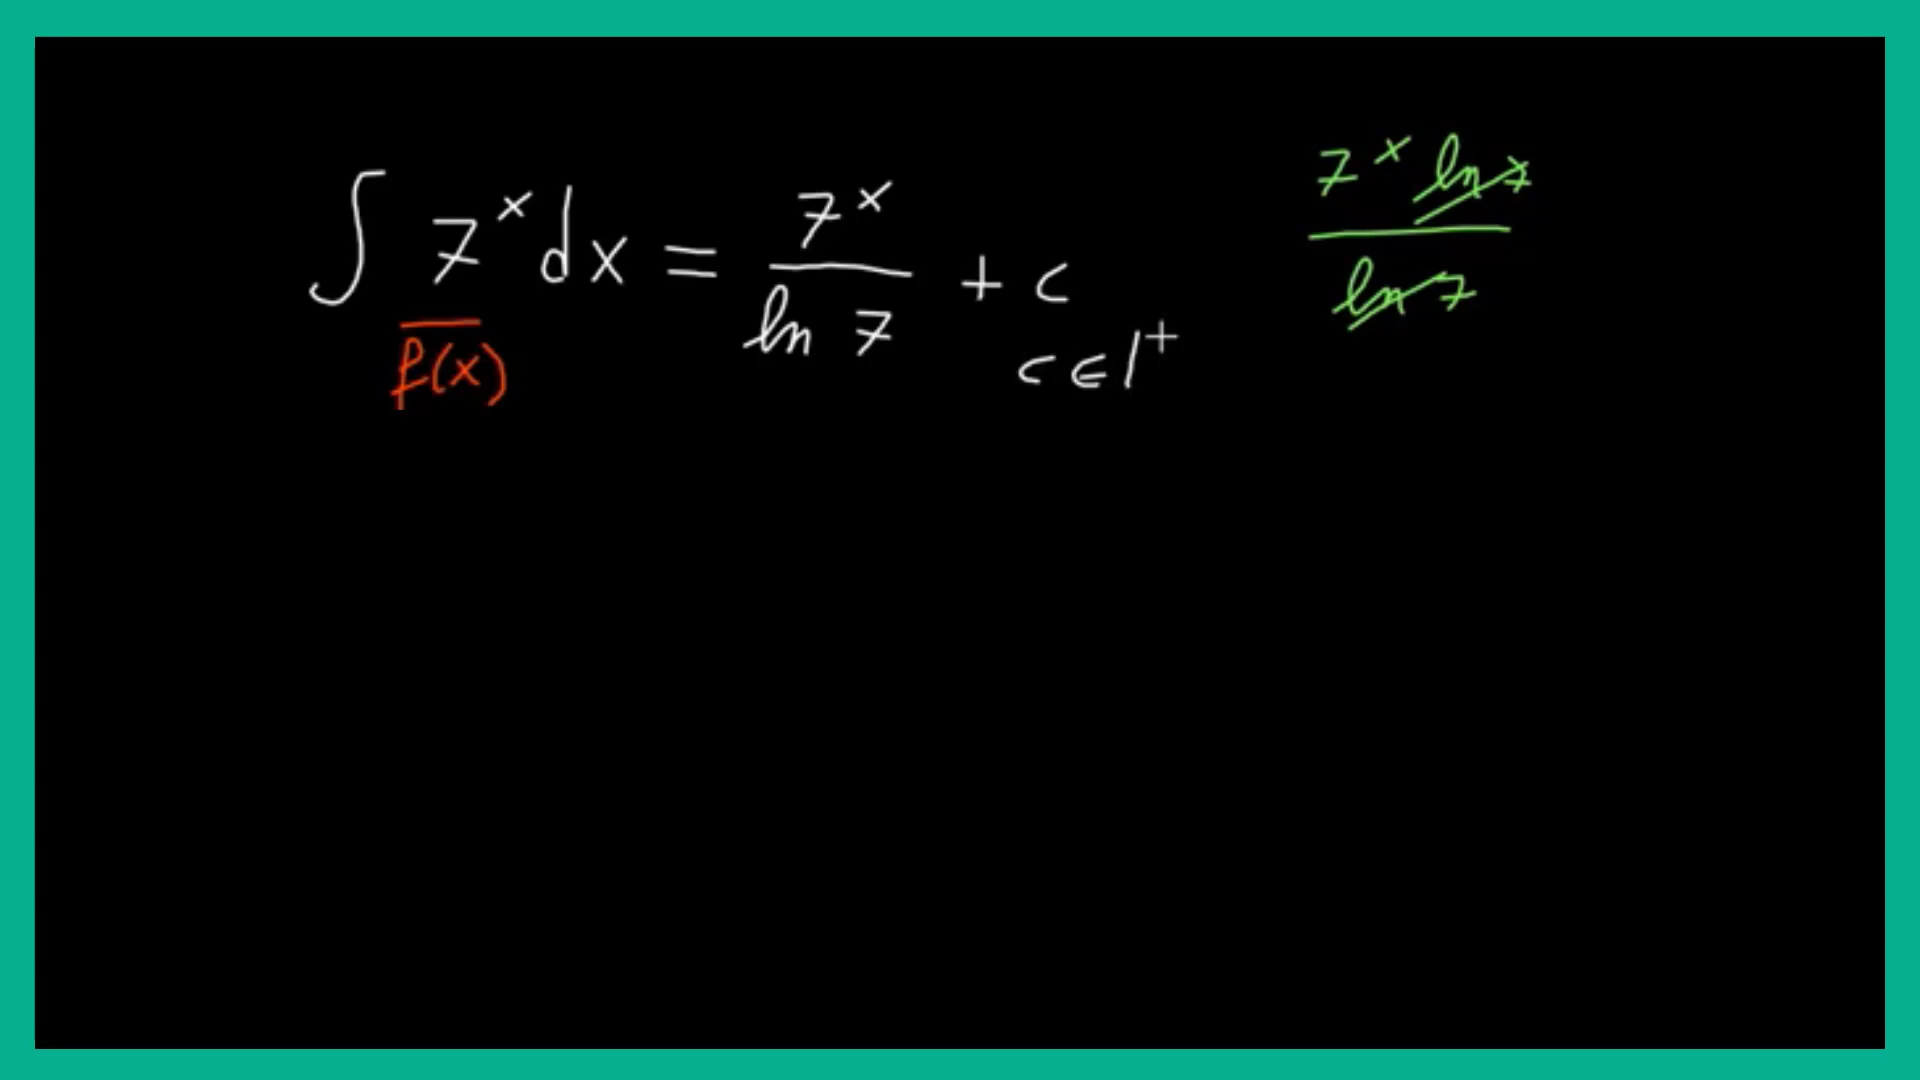 ∫ 7^x dx = 7^x / ln 7 + c
f(x)
c ∈
7^x ln 7 / ln 7